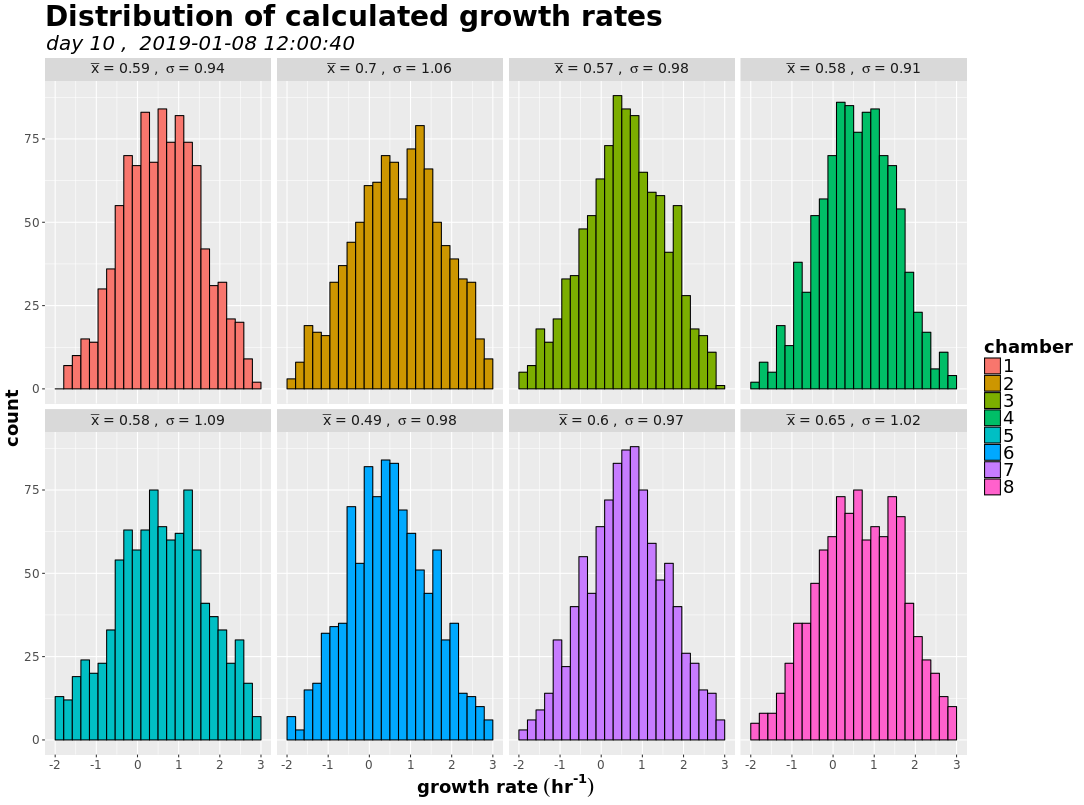 Distribution of calculated growth rates
day 10 ,  2019-01-08 12:00:40
x̅ = 0.59 ,  σ = 0.94
x̅ = 0.7 ,  σ = 1.06
x̅ = 0.57 ,  σ = 0.98
x̅ = 0.58 ,  σ = 0.91
75
50
25
0
x̅ = 0.58 ,  σ = 1.09
x̅ = 0.49 ,  σ = 0.98
x̅ = 0.6 ,  σ = 0.97
x̅ = 0.65 ,  σ = 1.02
75
50
25
0
-2 -1 0 1 2 3
-2 -1 0 1 2 3
-2 -1 0 1 2 3
-2 -1 0 1 2 3
count
growth rate (hr⁻¹)
chamber
1
2
3
4
5
6
7
8